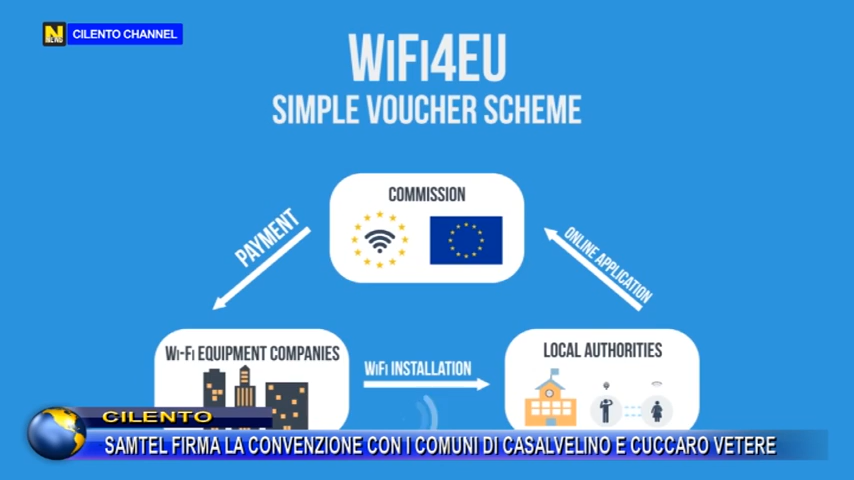 CILENTO CHANNEL
WiFi4EU
SIMPLE VOUCHER SCHEME
COMMISSION
PAYMENT
ONLINE APPLICATION
Wi-Fi EQUIPMENT COMPANIES
WiFi INSTALLATION
LOCAL AUTHORITIES
CILENTO
SAMTEL FIRMA LA CONVENZIONE CON I COMUNI DI CASALVELINO E CUCCARO VETERE